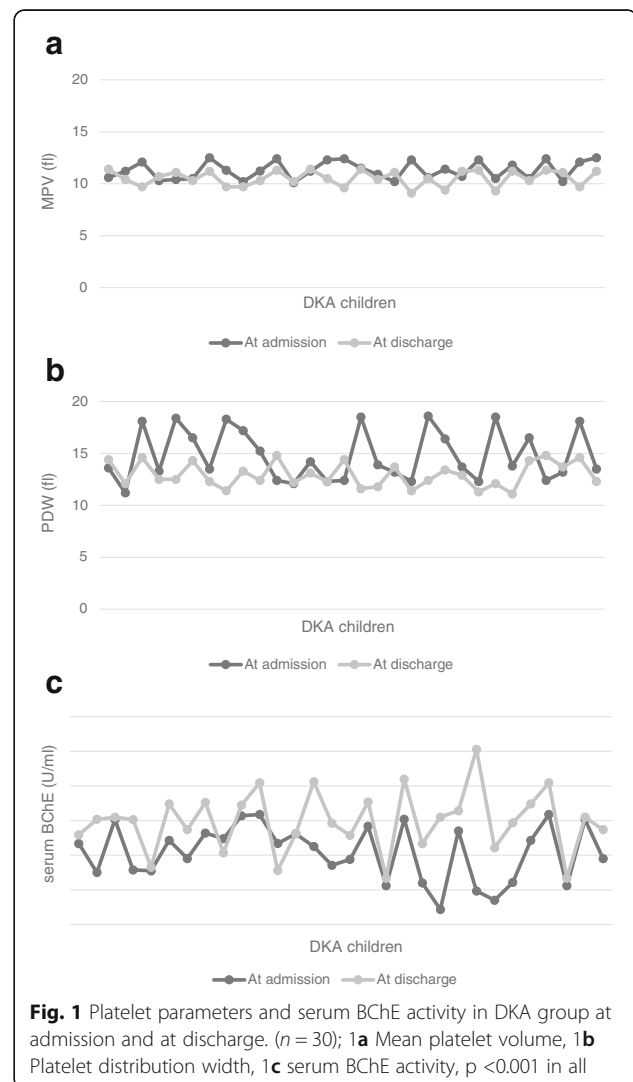 a
20
15
10
5
0
MPV (fl)
DKA children
At admission At discharge
b
20
15
10
5
0
PDW (fl)
DKA children
At admission At discharge
c
serum BChE (U/ml)
DKA children
At admission At discharge
Fig. 1 Platelet parameters and serum BChE activity in DKA group at
admission and at discharge. (n = 30); 1a Mean platelet volume, 1b
Platelet distribution width, 1c serum BChE activity, p <0.001 in all